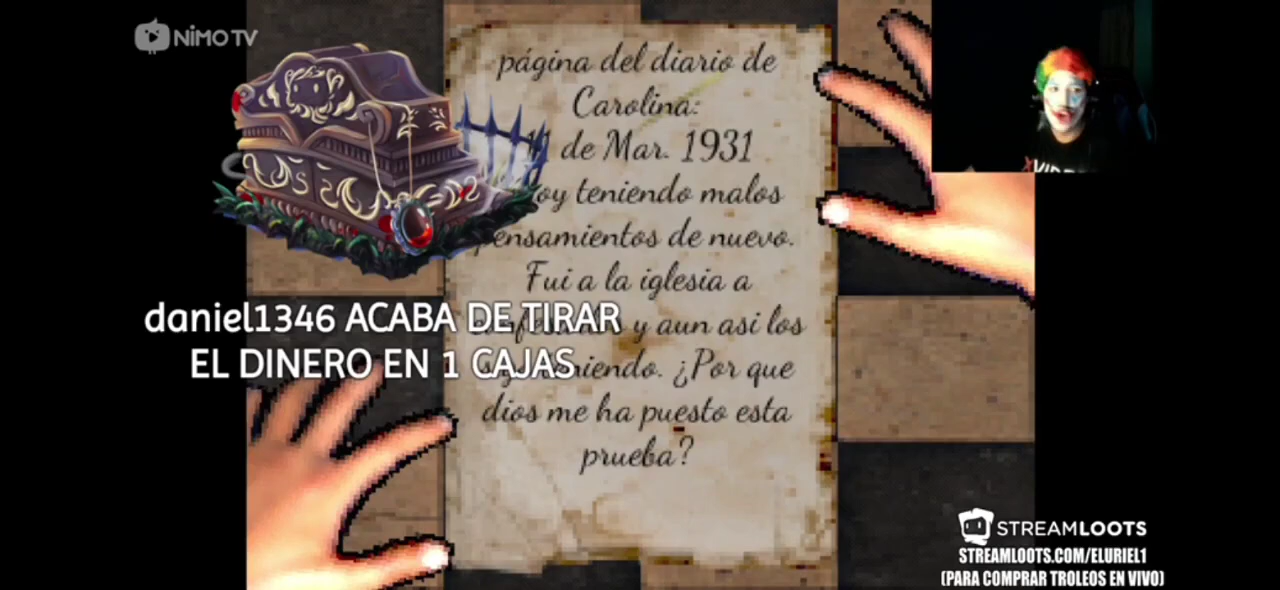 NIMO TV
página del diario de
Carolina:
11 de Mar. 1931
teniendo malos
pensamientos de nuevo.
Fui a la iglesia a
y aun asi los
¿Por que
dios me ha puesto esta
prueba?
daniel1346 ACABA DE TIRAR
EL DINERO EN 1 CAJAS
STREAMLOOTS
STREAMLOOTS.COM/ELURIEL1
(PARA COMPRAR TROLEOS EN VIVO)